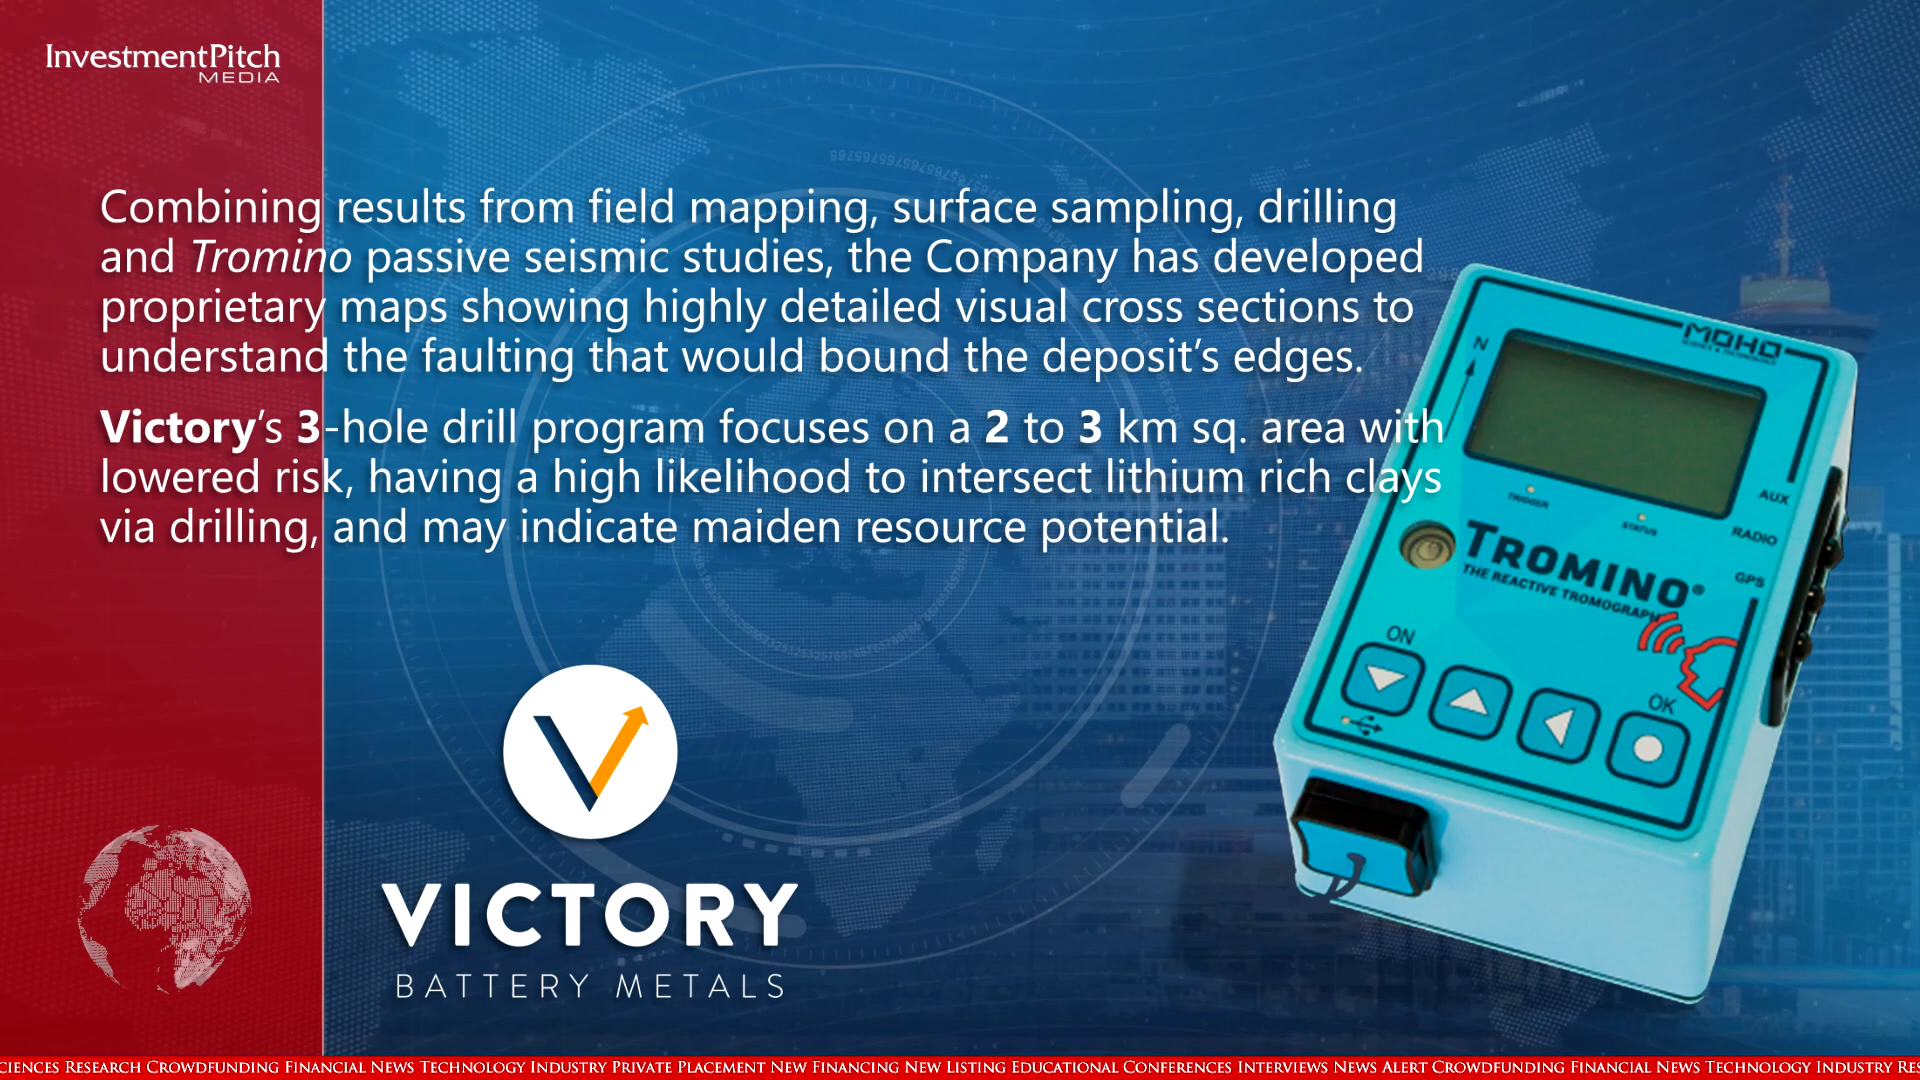 InvestmentPitch
MEDIA
Combining results from field mapping, surface sampling, drilling
and Tromino passive seismic studies, the Company has developed
proprietary maps showing highly detailed visual cross sections to
understand the faulting that would bound the deposit’s edges.
Victory’s 3-hole drill program focuses on a 2 to 3 km sq. area with
lowered risk, having a high likelihood to intersect lithium rich clays
via drilling, and may indicate maiden resource potential.
MOHO
SCIENCE & TECHNOLOGY
N
TRIGGER
STATUS
AUX
RADIO
GPS
TROMINO®
THE REACTIVE TROMOGRAPH
ON
OK
VICTORY
BATTERY METALS
CIENCES RESEARCH CROWDFUNDING FINANCIAL NEWS TECHNOLOGY INDUSTRY PRIVATE PLACEMENT NEW FINANCING NEW LISTING EDUCATIONAL CONFERENCES INTERVIEWS NEWS ALERT CROWDFUNDING FINANCIAL NEWS TECHNOLOGY INDUSTRY RES